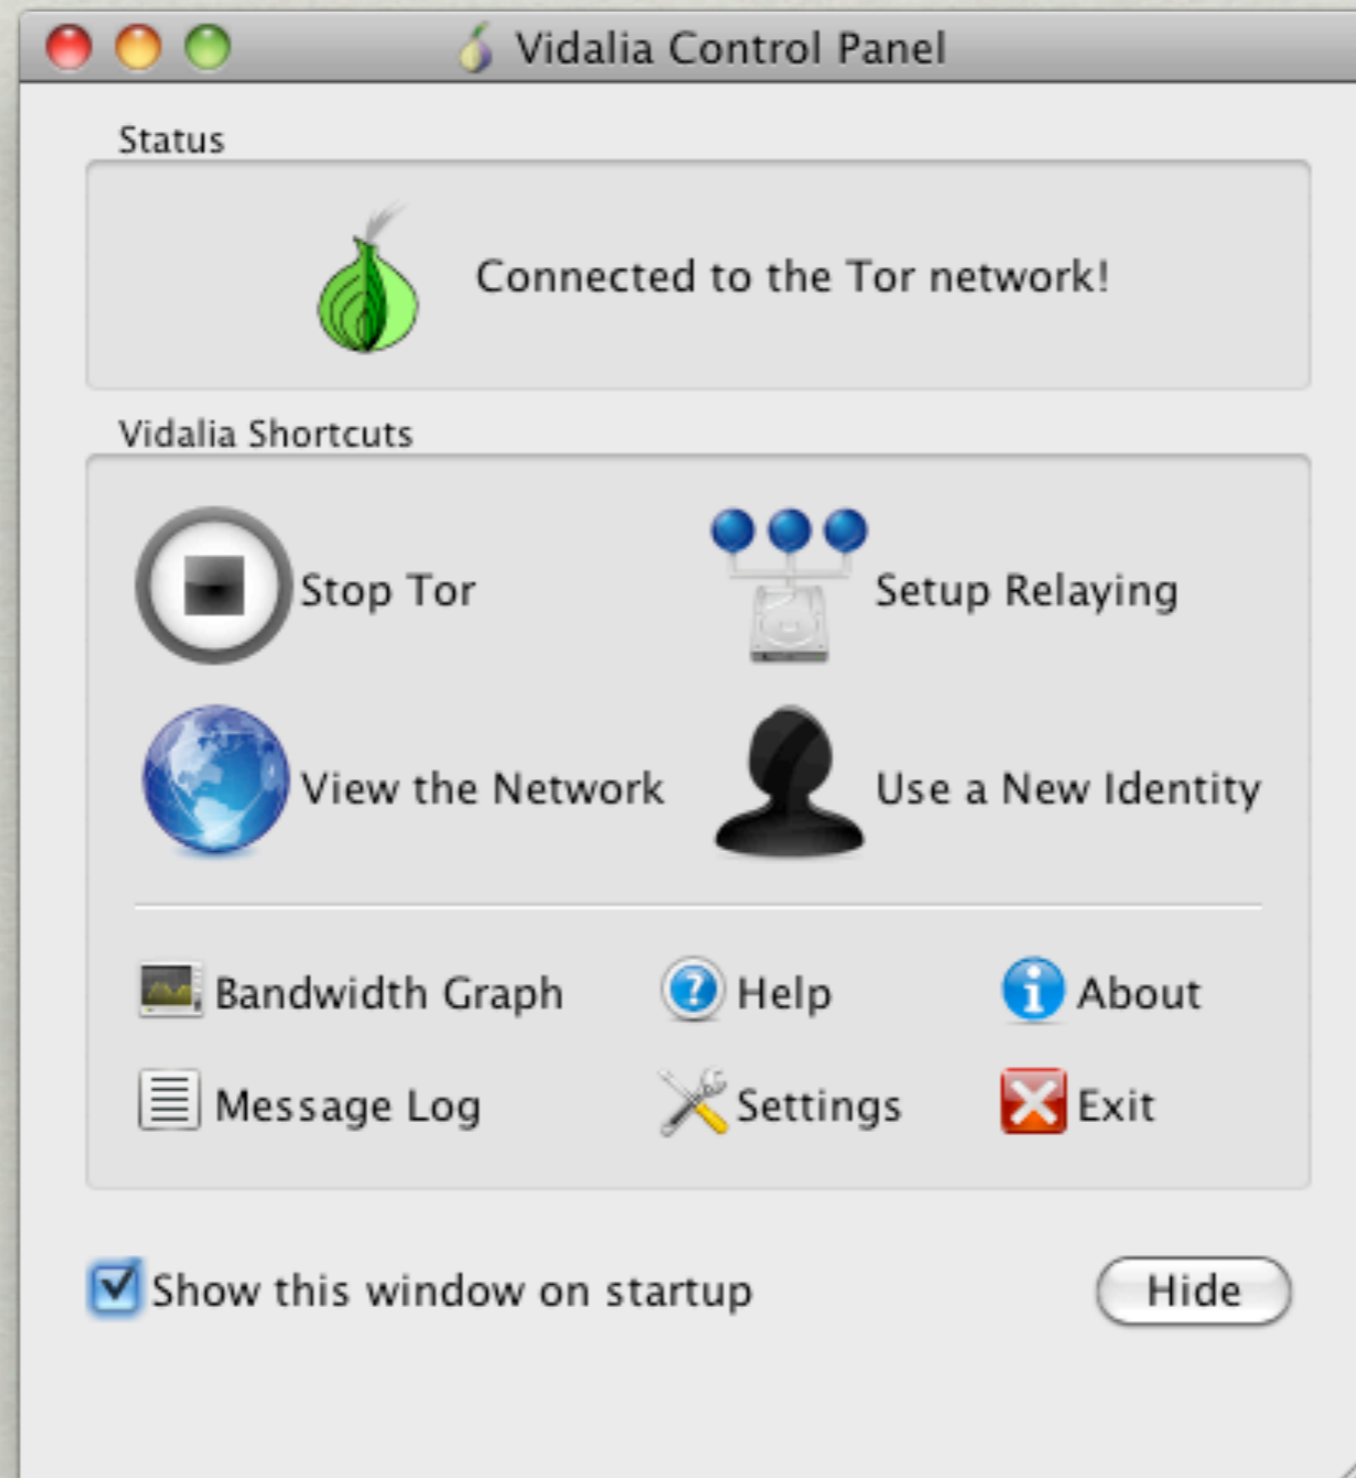 Vidalia Control Panel
Status
Connected to the Tor network!
Vidalia Shortcuts
Stop Tor
Setup Relaying
View the Network
Use a New Identity
Bandwidth Graph
Help
About
Message Log
Settings
Exit
Show this window on startup
Hide